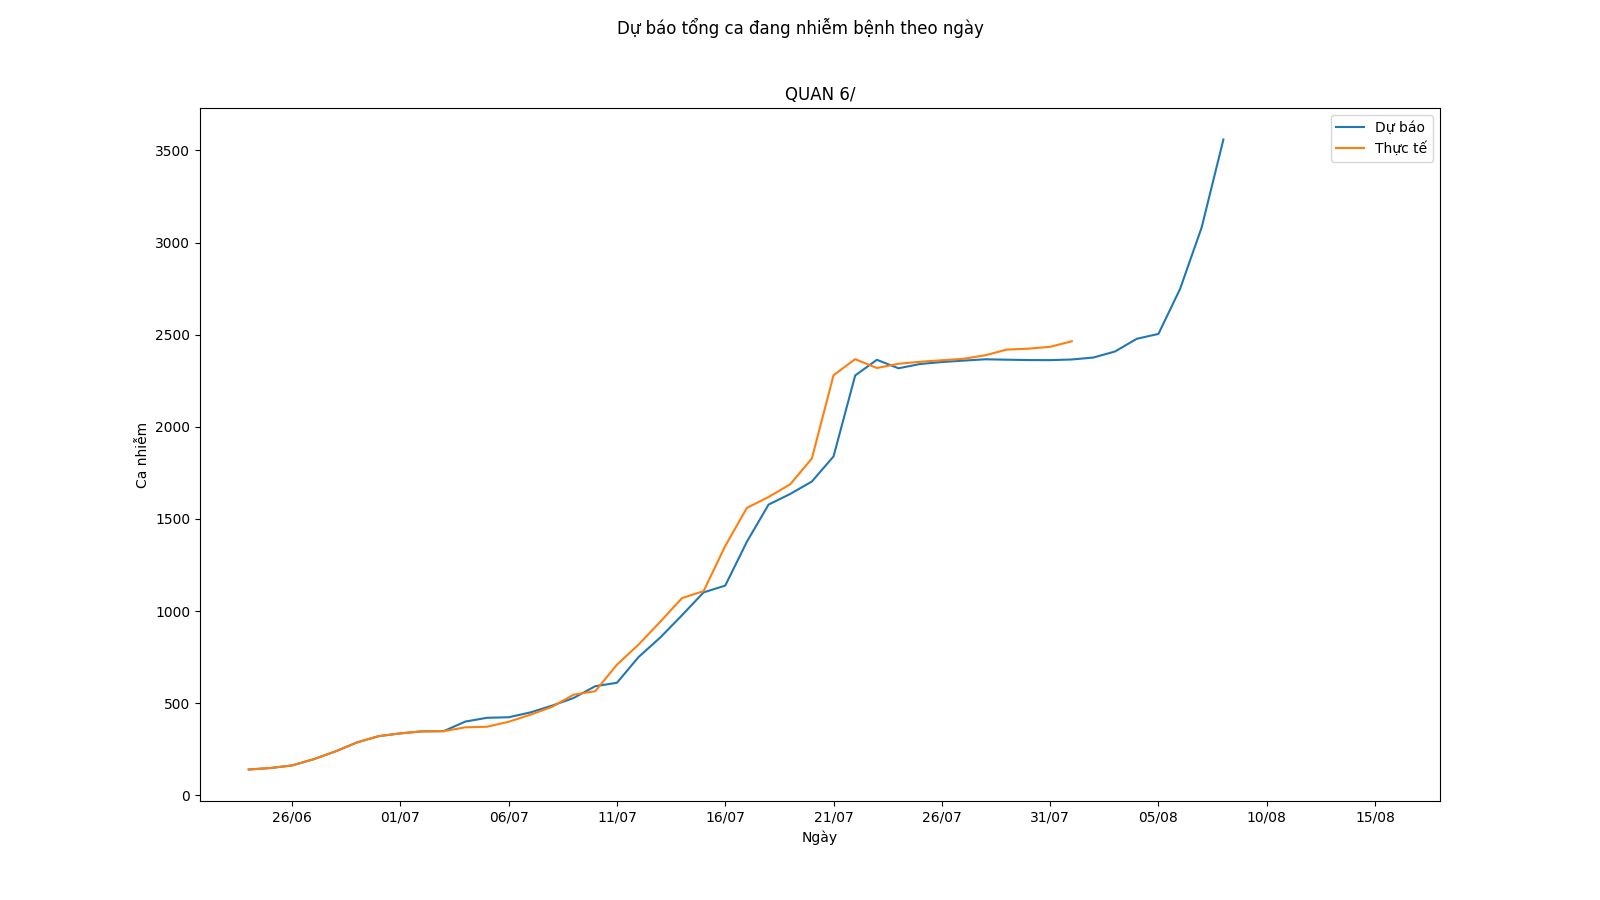 Dự báo tổng ca đang nhiễm bệnh theo ngày
QUAN 6/
Dự báo
Thực tế
3500
3000
2500
2000
1500
1000
500
0
Ca nhiễm
26/06 01/07 06/07 11/07 16/07 21/07 26/07 31/07 05/08 10/08 15/08
Ngày